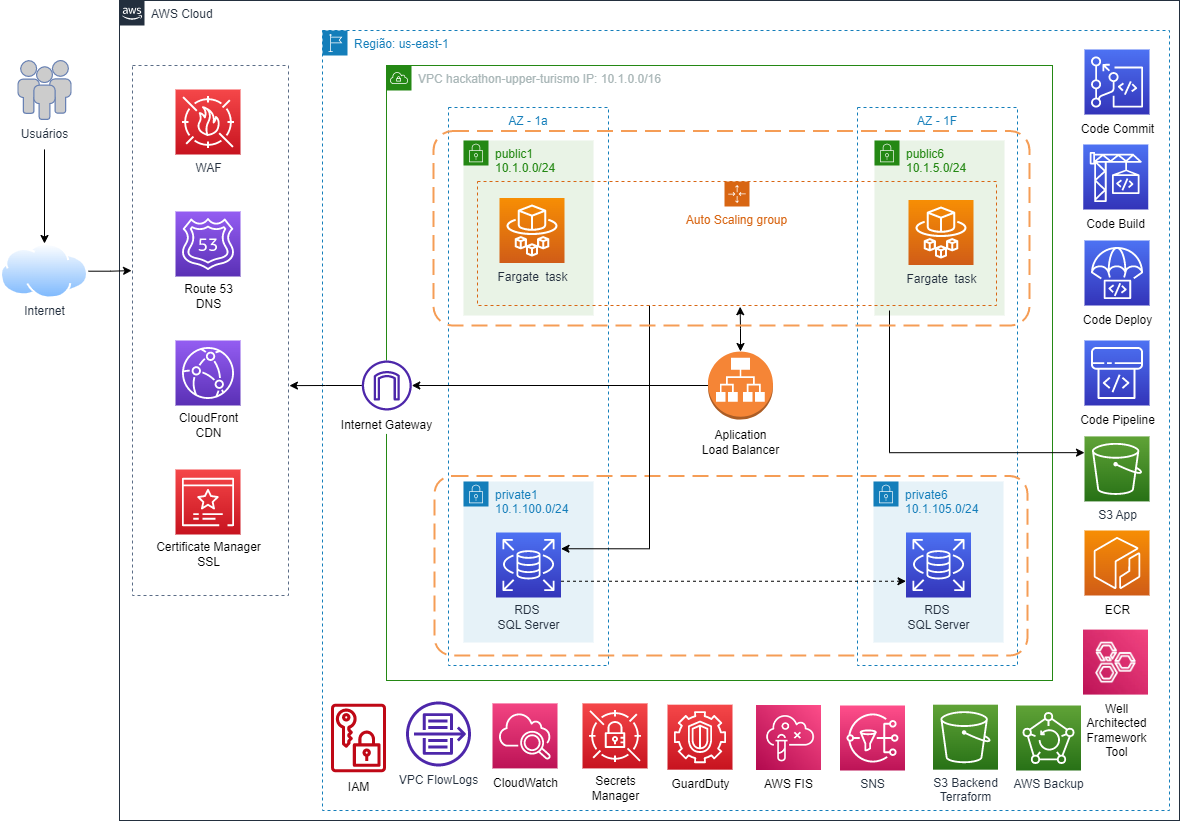 aws
AWS Cloud
Região: us-east-1
VPC hackathon-upper-turismo IP: 10.1.0.0/16
Usuários
Internet
WAF
53
Route 53
DNS
CloudFront
CDN
Certificate Manager
SSL
Internet Gateway
AZ - 1a
AZ - 1F
public1
10.1.0.0/24
public6
10.1.5.0/24
Auto Scaling group
Fargate task
Fargate task
Aplication
Load Balancer
private1
10.1.100.0/24
private6
10.1.105.0/24
RDS
SQL Server
RDS
SQL Server
Code Commit
Code Build
Code Deploy
Code Pipeline
S3 App
ECR
Well
Architected
Framework
Tool
IAM
VPC FlowLogs
CloudWatch
Secrets
Manager
GuardDuty
AWS FIS
SNS
S3 Backend
Terraform
AWS Backup